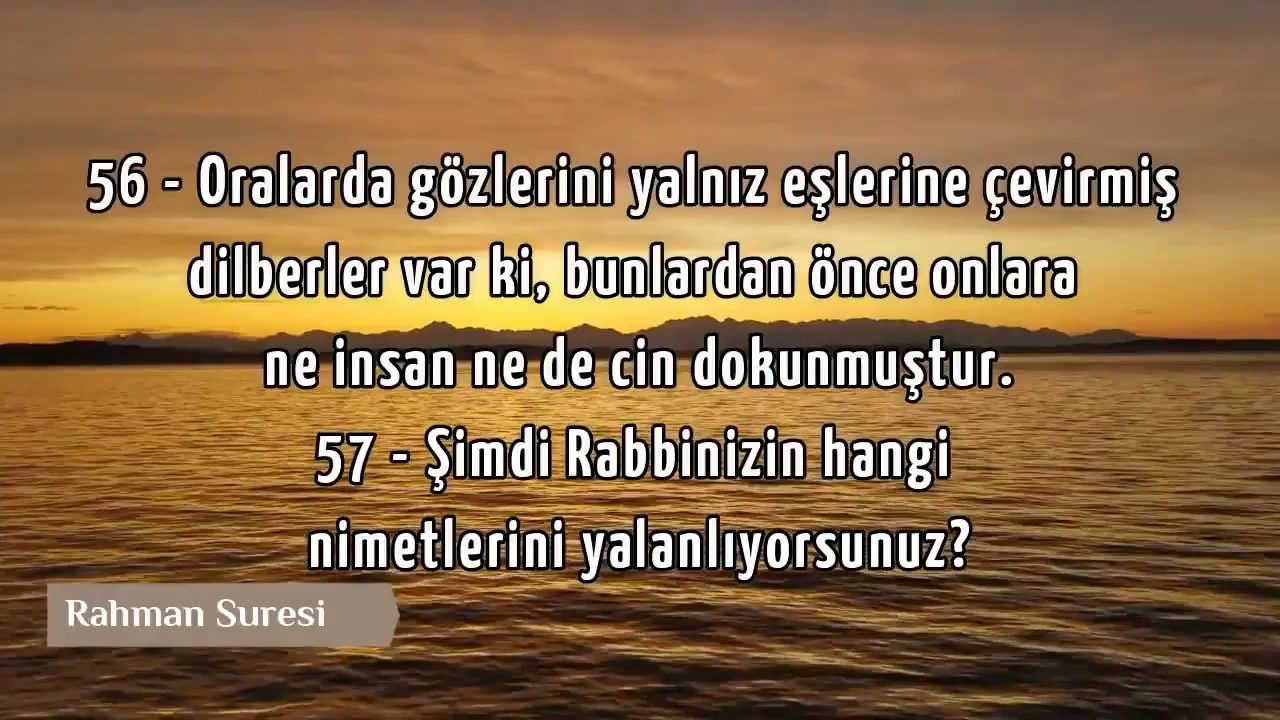 56 - Oralarda gözlerini yalnız eşlerine çevirmiş
dilberler var ki, bunlardan önce onlara
ne insan ne de cin dokunmuştur.
57 - Şimdi Rabbinizin hangi
nimetlerini yalanlıyorsunuz?
Rahman Suresi